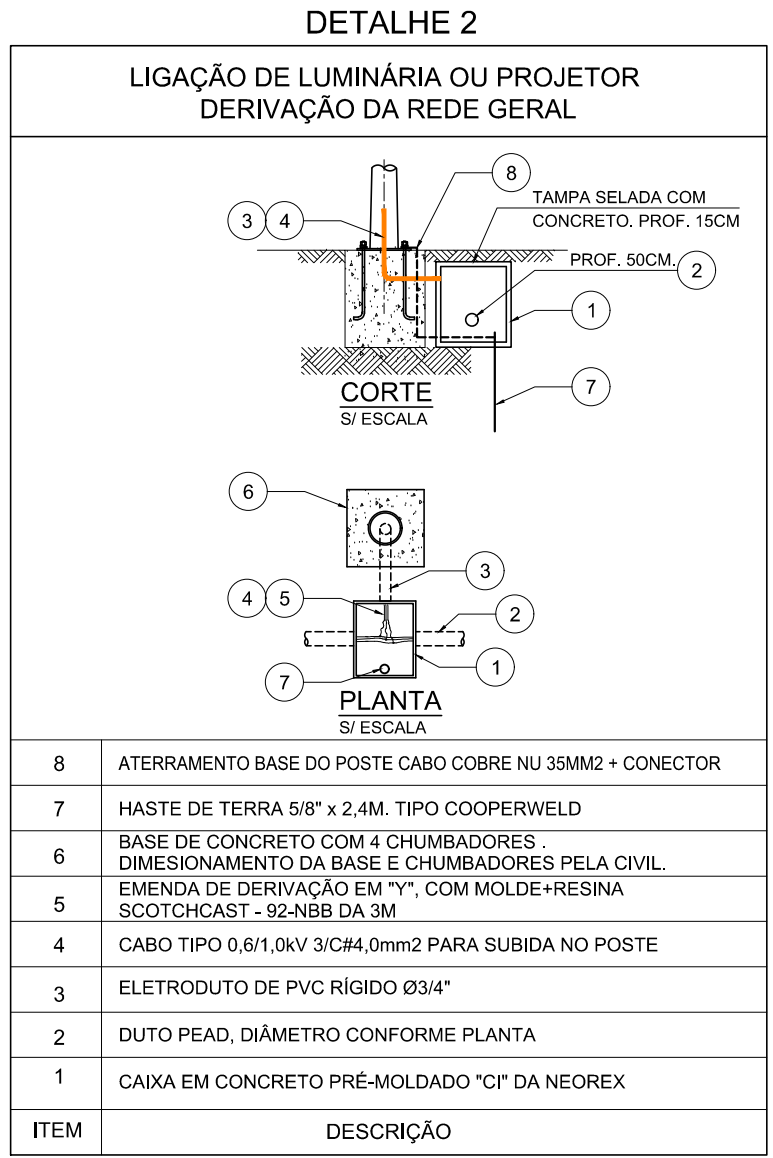 DETALHE 2
LIGAÇÃO DE LUMINÁRIA OU PROJETOR
DERIVAÇÃO DA REDE GERAL
8
TAMPA SELADA COM
CONCRETO. PROF. 15CM
3 4
PROF. 50CM.
2
1
7
CORTE
S/ ESCALA
6
3
4 5
2
1
7
PLANTA
S/ ESCALA
8 ATERRAMENTO BASE DO POSTE CABO COBRE NU 35MM2 + CONECTOR
7 HASTE DE TERRA 5/8" x 2,4M. TIPO COOPERWELD
6 BASE DE CONCRETO COM 4 CHUMBADORES .
DIMESIONAMENTO DA BASE E CHUMBADORES PELA CIVIL.
5 EMENDA DE DERIVAÇÃO EM "Y", COM MOLDE+RESINA
SCOTCHCAST - 92-NBB DA 3M
4 CABO TIPO 0,6/1,0kV 3/C#4,0mm2 PARA SUBIDA NO POSTE
3 ELETRODUTO DE PVC RÍGIDO Ø3/4"
2 DUTO PEAD, DIÂMETRO CONFORME PLANTA
1 CAIXA EM CONCRETO PRÉ-MOLDADO "CI" DA NEOREX
ITEM DESCRIÇÃO